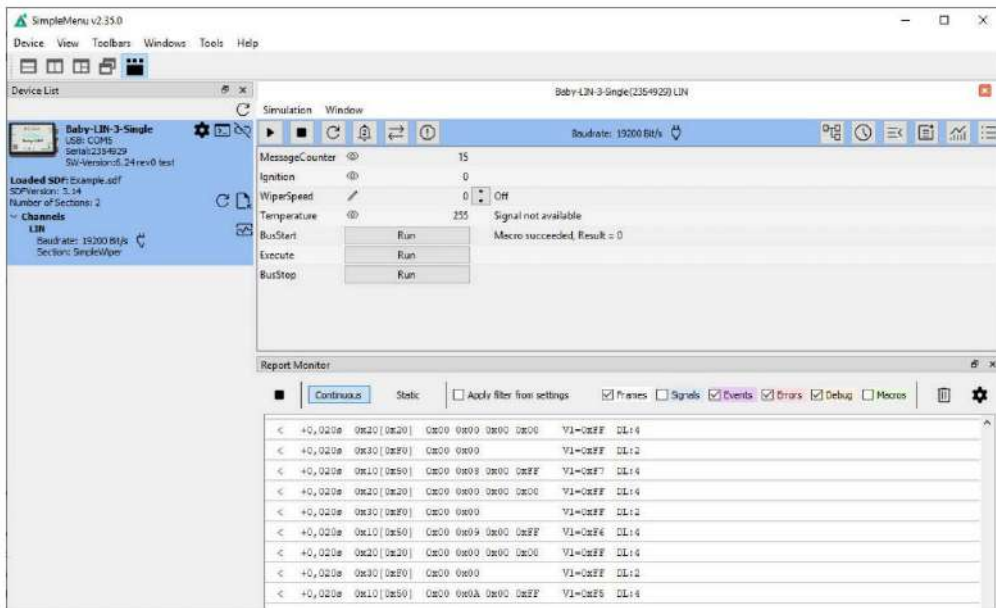 SimpleMenu v2.35.0
Device View Toolbars Windows Tools Help
Device List
Baby-LIN-3-Single
USB: COM5
Serial:2354929
SW-Version:6.24rev0 test
Loaded SDF: Example.sdf
SDFVersion: 3.14
Number of Sections: 2
Channels
LIN
Baudrate: 19200 Bit/s
Section: SimpleWiper
Baby-LIN-3-Single(2354929) LIN
Simulation Window
Baudrate: 19200 Bit/s
MessageCounter 15
Ignition 0
WiperSpeed 0 Off
Temperature 255 Signal not available
BusStart Run Macro succeeded, Result = 0
Execute Run
BusStop Run
Report Monitor
Continuous Static Apply filter from settings Frames Signals Events Errors Debug Macros
< +0,020s 0x20[0x20] 0x00 0x00 0x00 0x00 V1=0xFF DL:4
< +0,020s 0x30[0xF0] 0x00 0x00 V1=0xFF DL:2
< +0,020s 0x10[0x50] 0x00 0x08 0x00 0xFF V1=0xF7 DL:4
< +0,020s 0x20[0x20] 0x00 0x00 0x00 0x00 V1=0xFF DL:4
< +0,020s 0x30[0xF0] 0x00 0x00 V1=0xFF DL:2
< +0,020s 0x10[0x50] 0x00 0x09 0x00 0xFF V1=0xF6 DL:4
< +0,020s 0x20[0x20] 0x00 0x00 0x00 0x00 V1=0xFF DL:4
< +0,020s 0x30[0xF0] 0x00 0x00 V1=0xFF DL:2
< +0,020s 0x10[0x50] 0x00 0x0A 0x00 0xFF V1=0xF5 DL:4